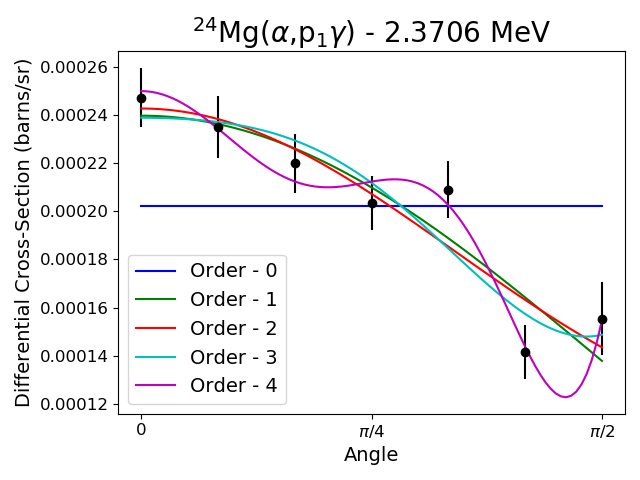 ²⁴Mg(α,p₁γ) - 2.3706 MeV
Differential Cross-Section (barns/sr)
0.00026
0.00024
0.00022
0.00020
0.00018
0.00016
0.00014
0.00012
Order - 0
Order - 1
Order - 2
Order - 3
Order - 4
0
π/4
π/2
Angle